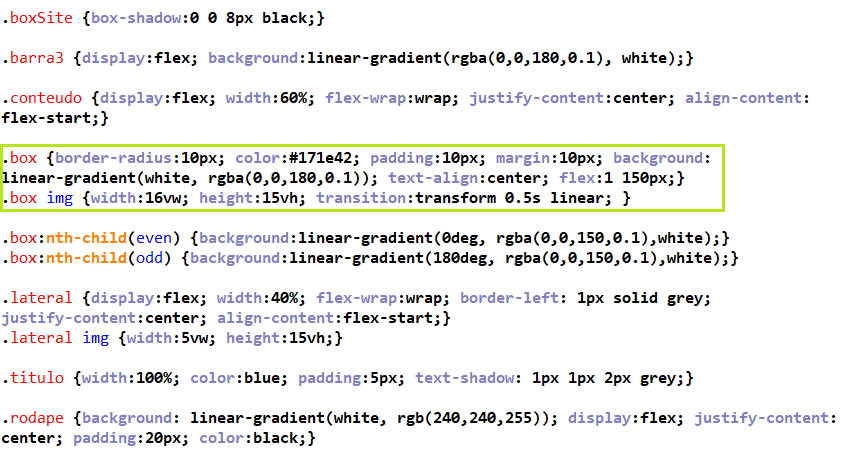 .boxSite {box-shadow:0 0 8px black;}
.barra3 {display:flex; background:linear-gradient(rgba(0,0,180,0.1), white);}
.conteudo {display:flex; width:60%; flex-wrap:wrap; justify-content:center; align-content:
flex-start;}
.box {border-radius:10px; color:#171e42; padding:10px; margin:10px; background:
linear-gradient(white, rgba(0,0,180,0.1)); text-align:center; flex:1 150px;}
.box img {width:16vw; height:15vh; transition:transform 0.5s linear; }
.box:nth-child(even) {background:linear-gradient(0deg, rgba(0,0,150,0.1),white);}
.box:nth-child(odd) {background:linear-gradient(180deg, rgba(0,0,150,0.1),white);}
.lateral {display:flex; width:40%; flex-wrap:wrap; border-left: 1px solid grey;
justify-content:center; align-content:flex-start;}
.lateral img {width:5vw; height:15vh;}
.titulo {width:100%; color:blue; padding:5px; text-shadow: 1px 1px 2px grey;}
.rodape {background: linear-gradient(white, rgb(240,240,255)); display:flex; justify-content:
center; padding:20px; color:black;}